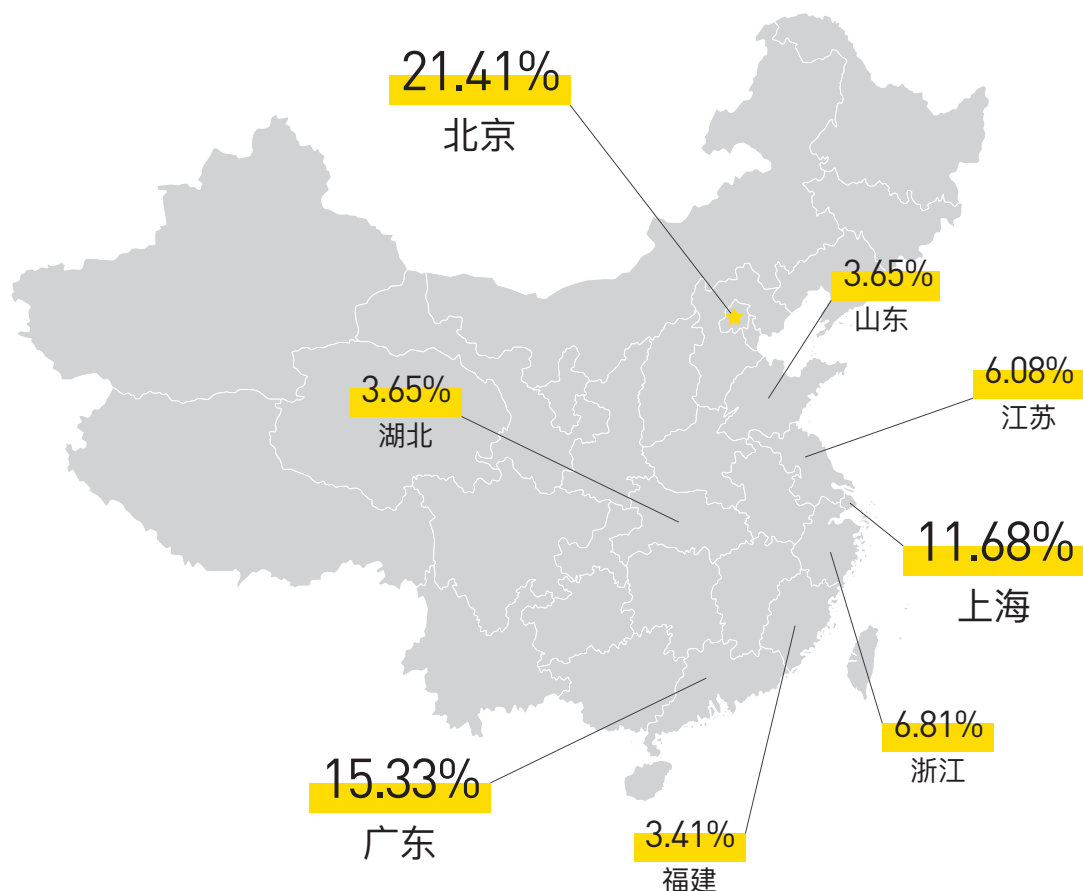 21.41%
北京
3.65%
山东
3.65%
湖北
6.08%
江苏
11.68%
上海
6.81%
浙江
15.33%
广东
3.41%
福建